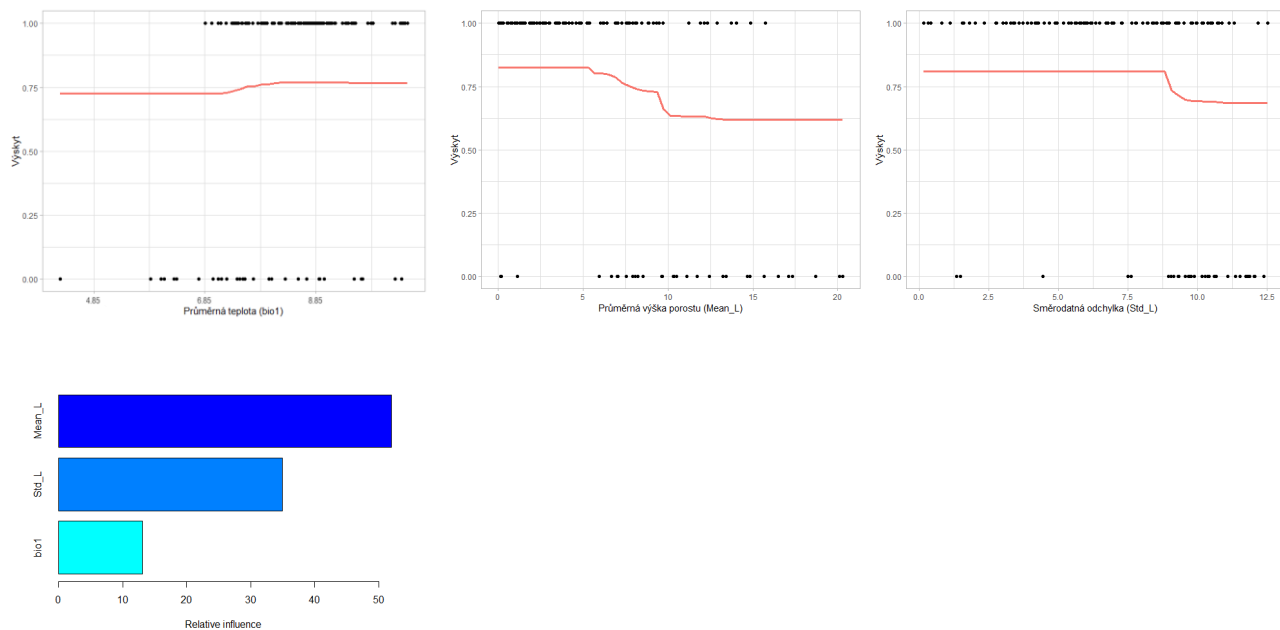 1.00
0.75
0.50
0.25
0.00
Výskyt
4.85 6.85 8.85
Průměrná teplota (bio1)
1.00
0.75
0.50
0.25
0.00
Výskyt
0 5 10 15 20
Průměrná výška porostu (Mean_L)
1.00
0.75
0.50
0.25
0.00
Výskyt
0.0 2.5 5.0 7.5 10.0 12.5
Směrodatná odchylka (Std_L)
Mean_L
Std_L
bio1
0 10 20 30 40 50
Relative influence